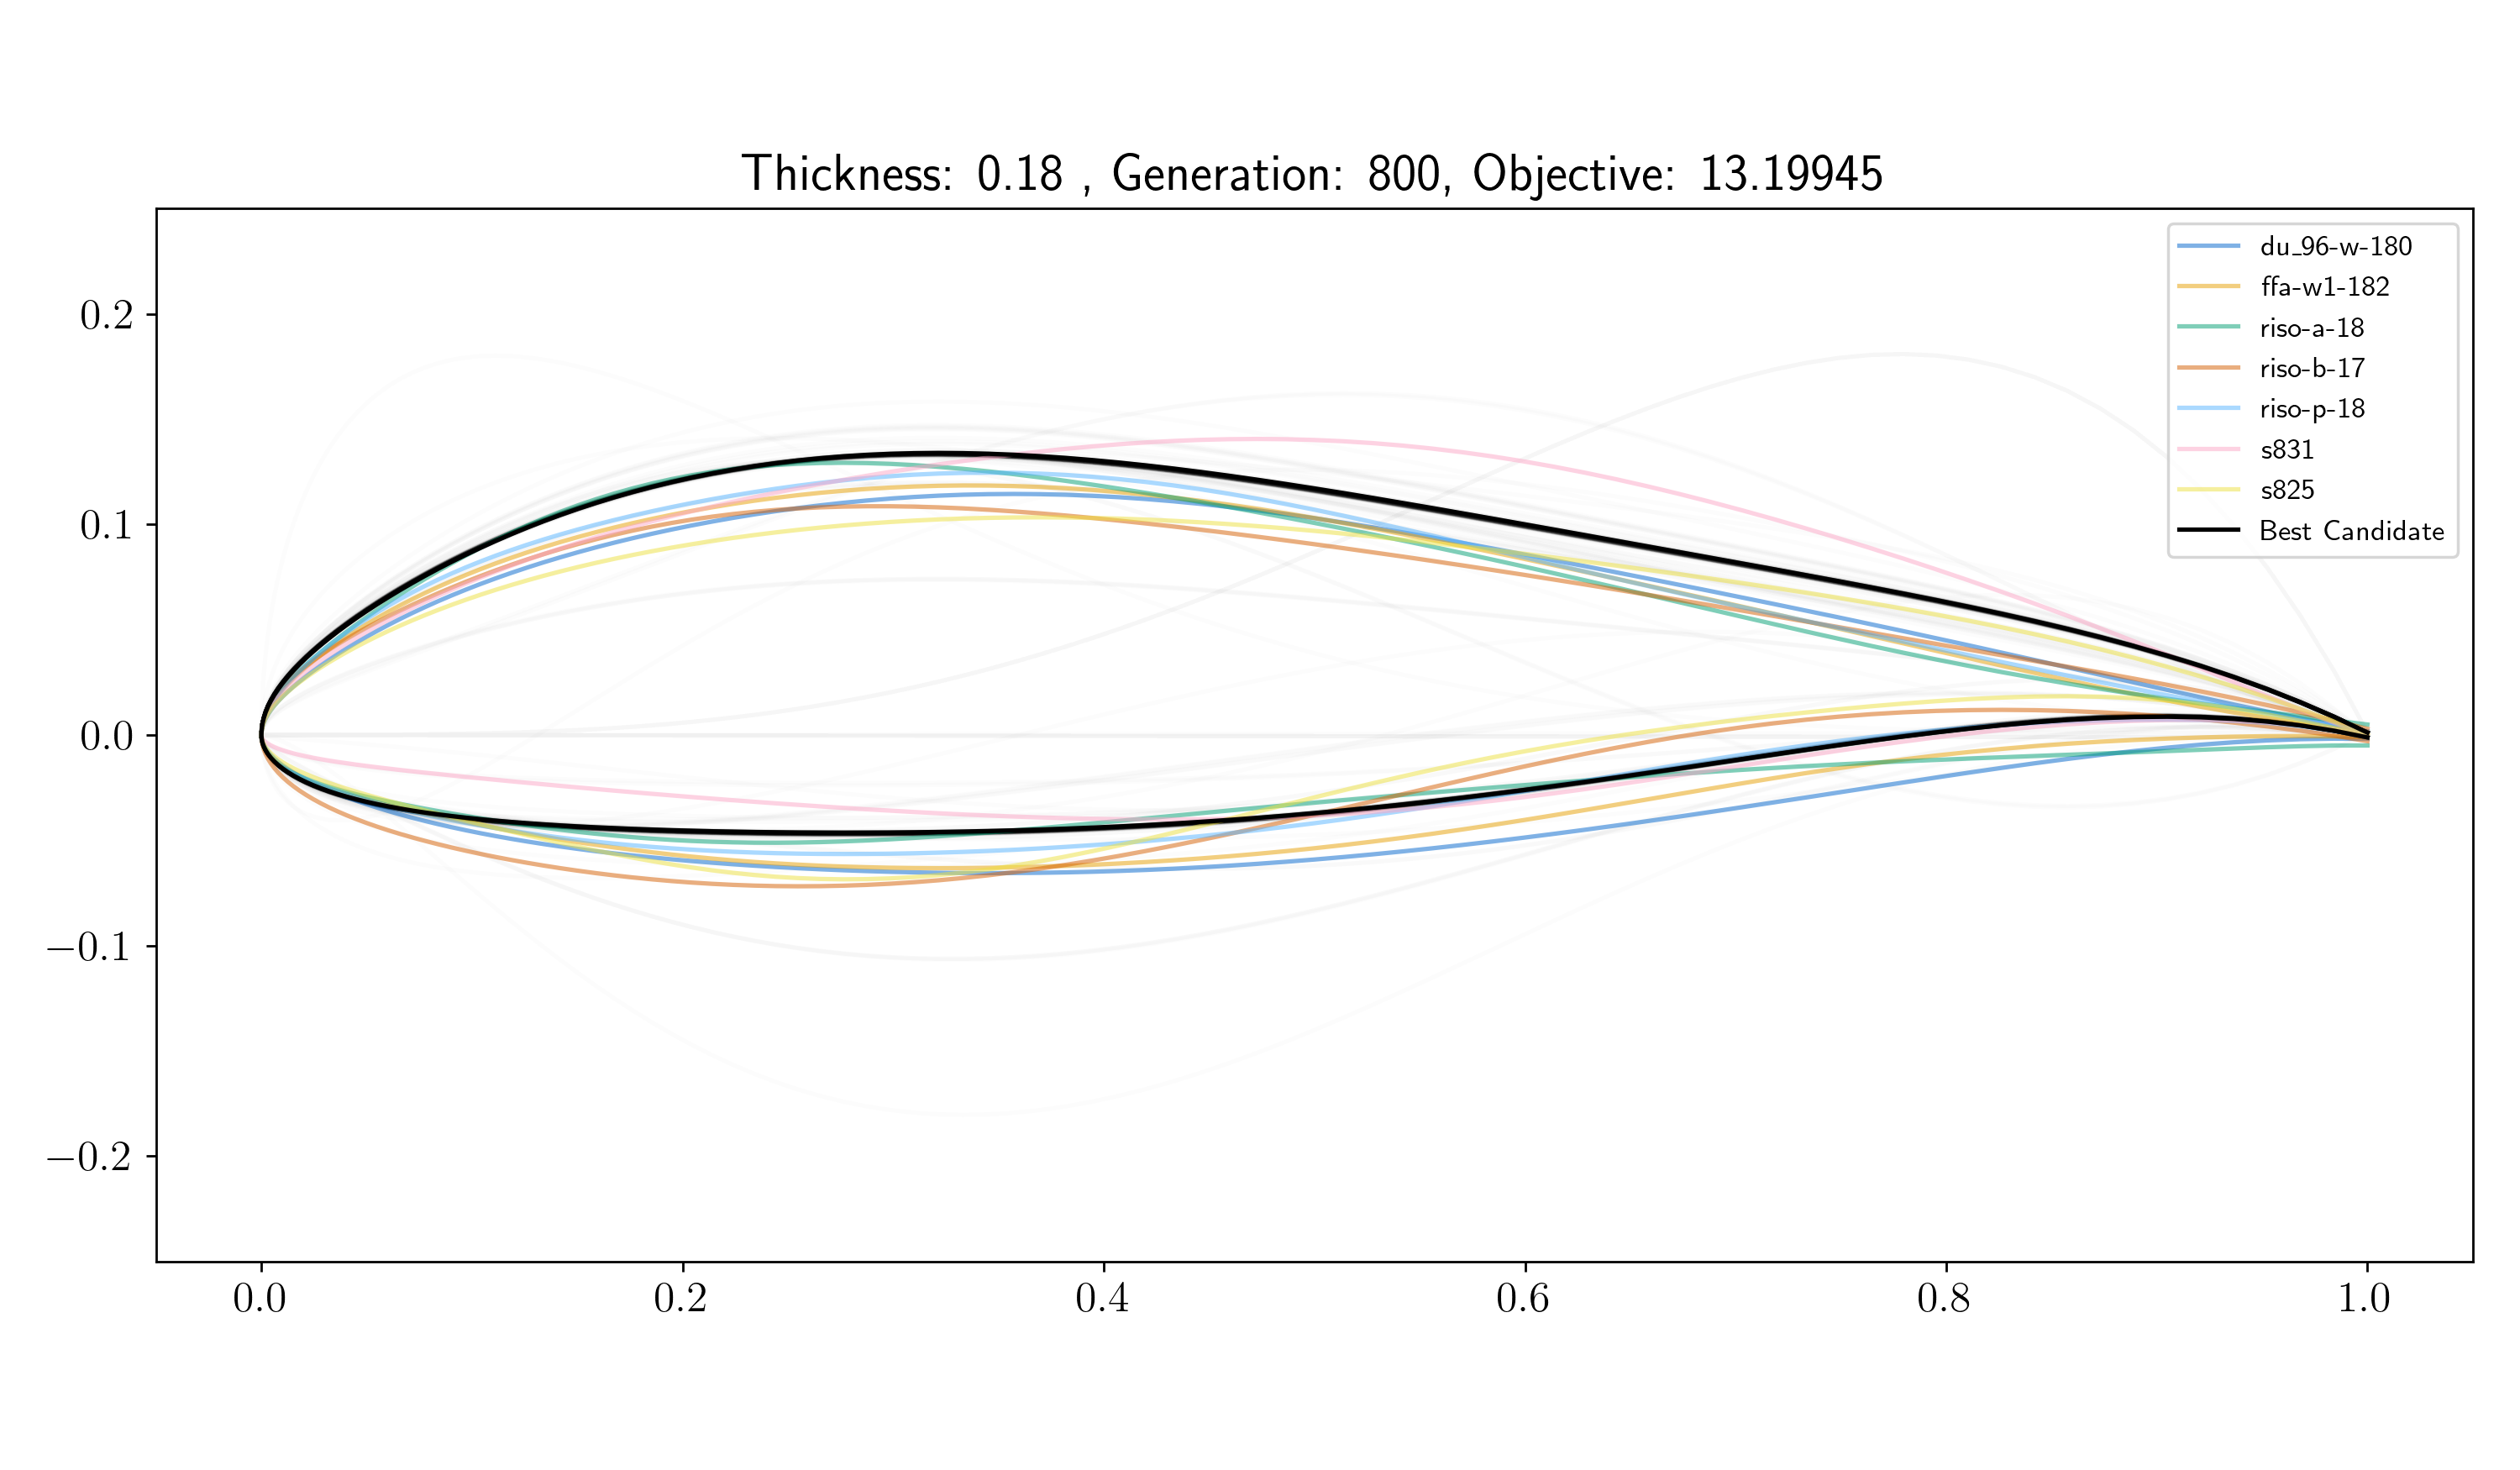 Thickness: 0.18 , Generation: 800, Objective: 13.19945
du_96-w-180
ffa-w1-182
riso-a-18
riso-b-17
riso-p-18
s831
s825
Best Candidate
0.2
0.1
0.0
−0.1
−0.2
0.0 0.2 0.4 0.6 0.8 1.0